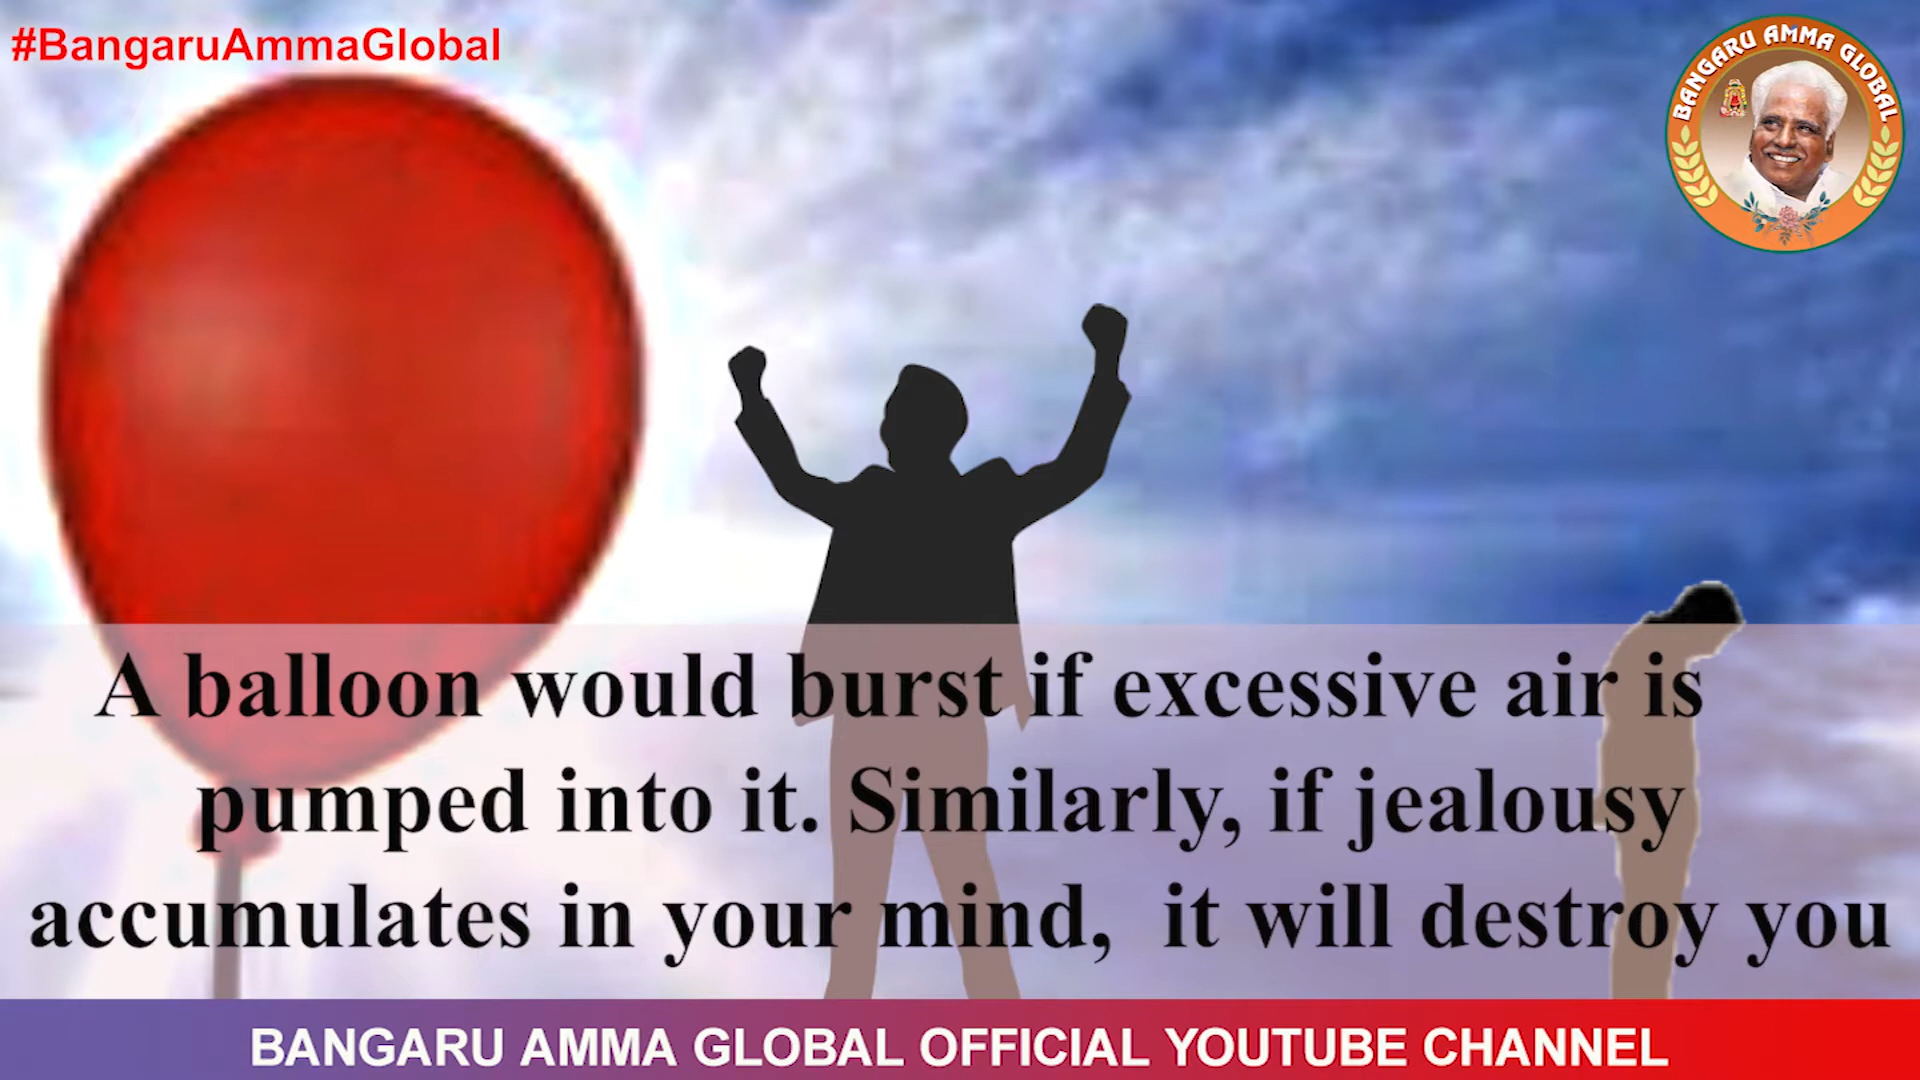 #BangaruAmmaGlobal
BANGARU AMMA GLOBAL
A balloon would burst if excessive air is
pumped into it. Similarly, if jealousy
accumulates in your mind, it will destroy you
BANGARU AMMA GLOBAL OFFICIAL YOUTUBE CHANNEL